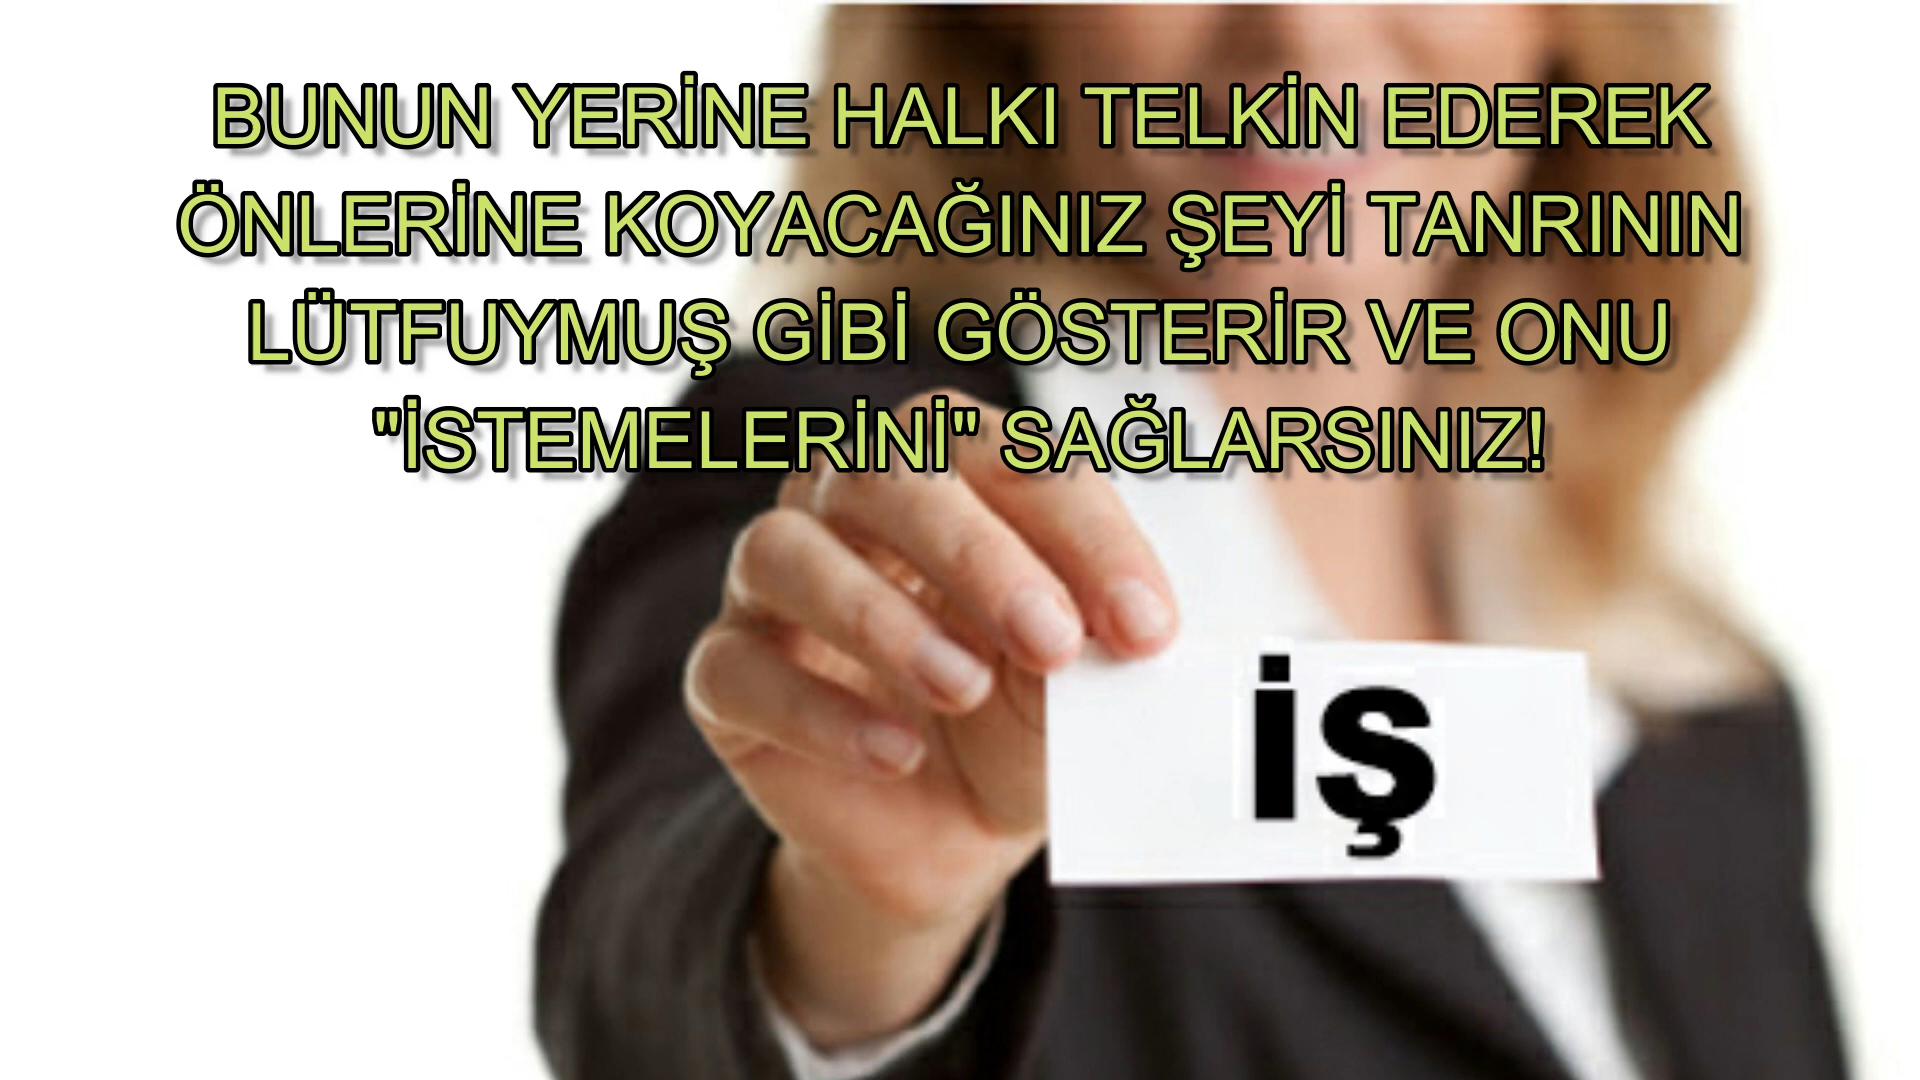 BUNUN YERİNE HALKI TELKİN EDEREK
ÖNLERİNE KOYACAĞINIZ ŞEYİ TANRININ
LÜTFUYMUŞ GİBİ GÖSTERİR VE ONU
"İSTEMELERİNİ" SAĞLARSINIZ!
iş